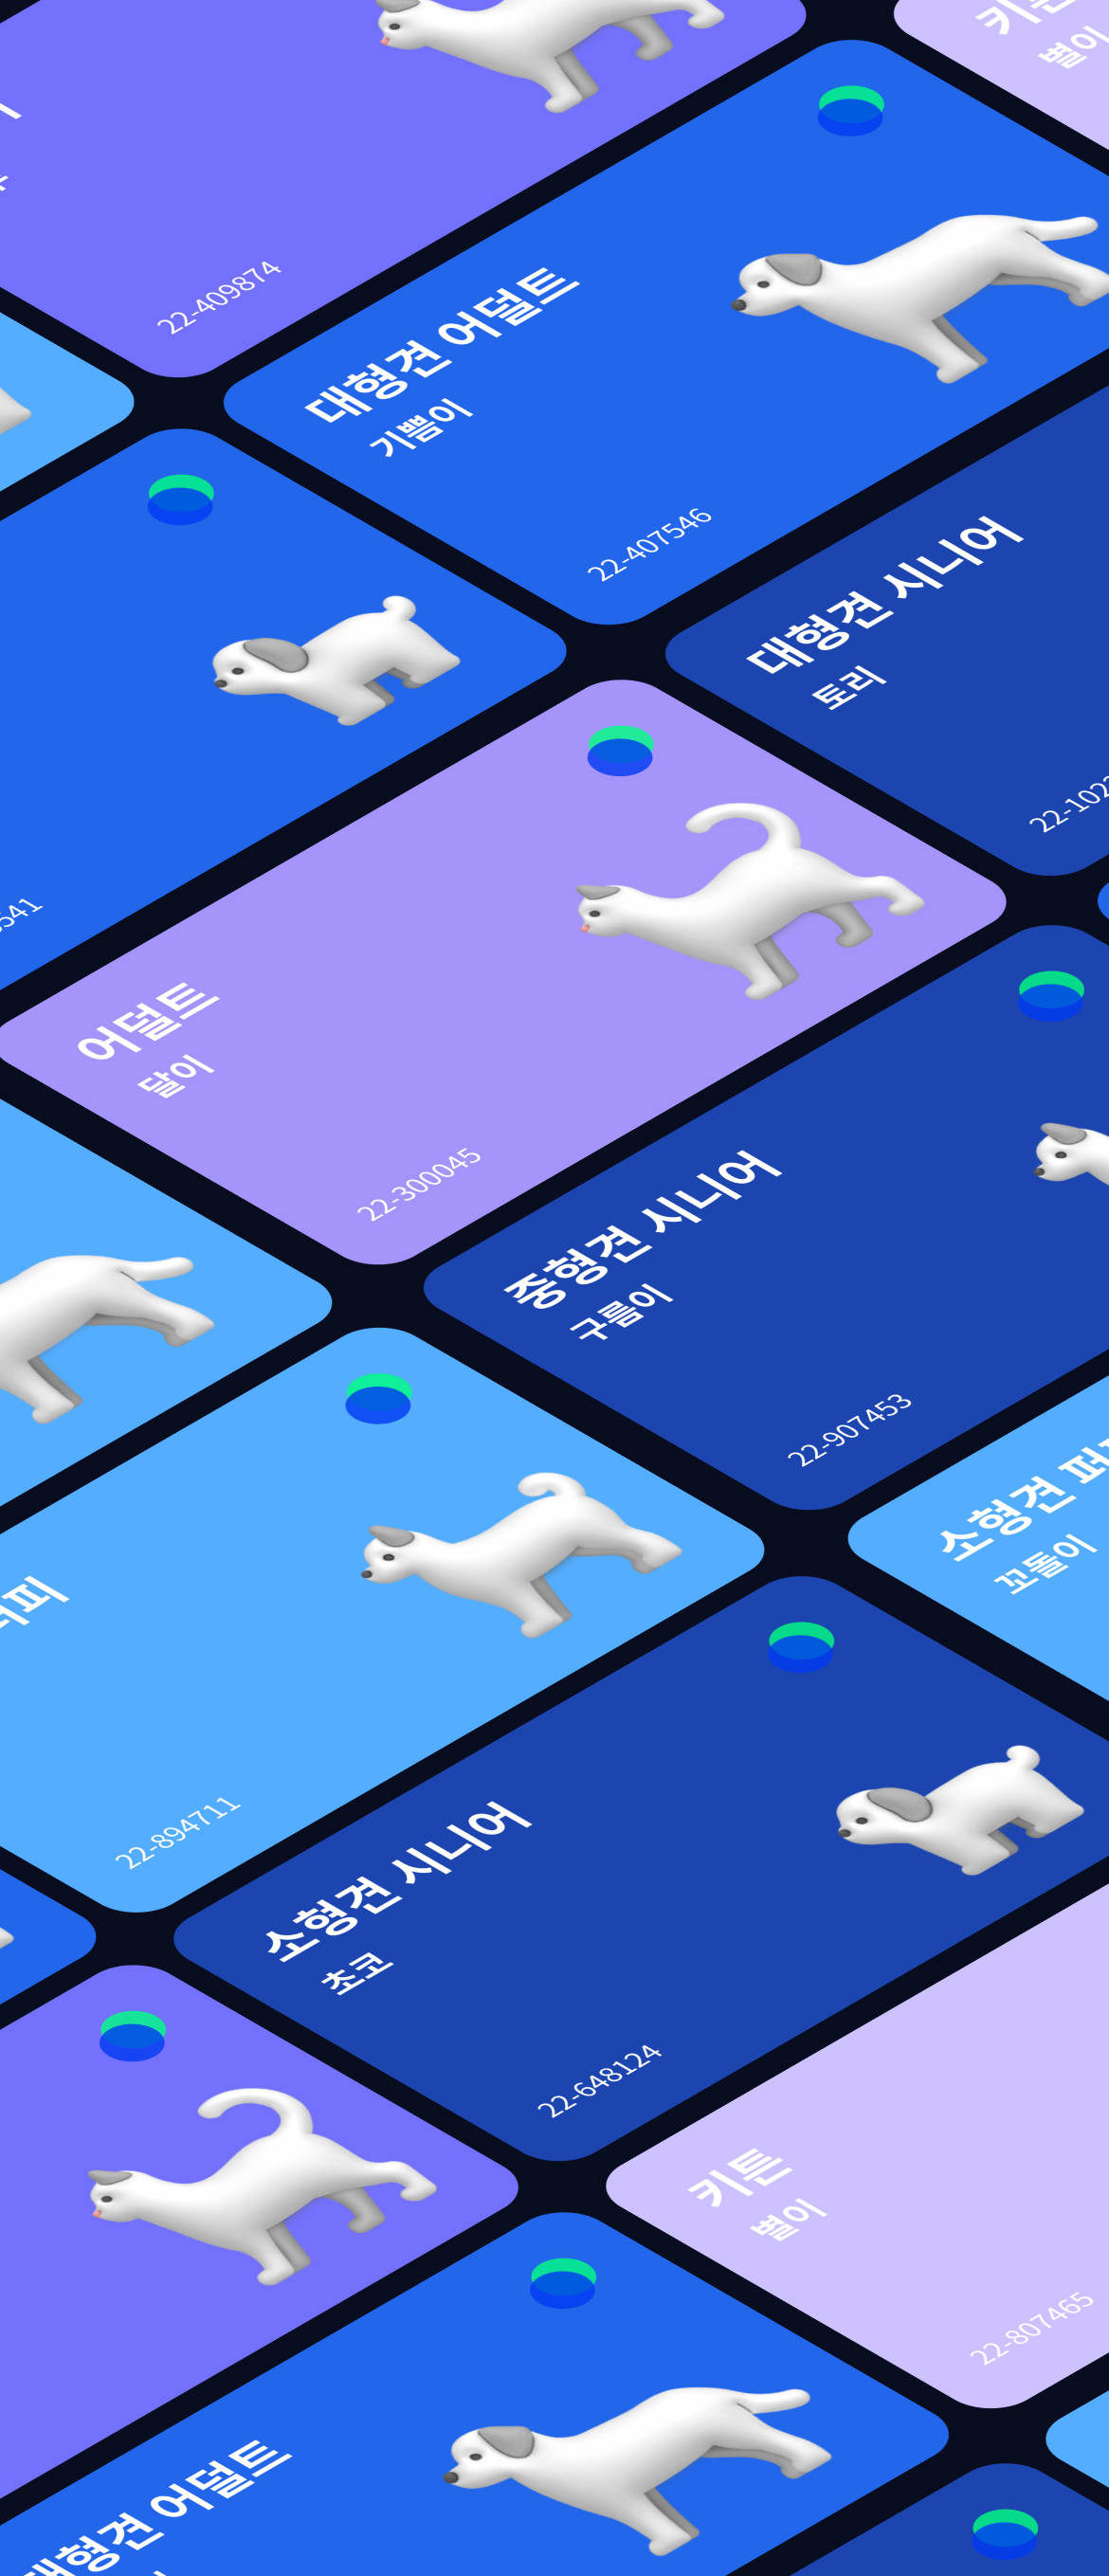 키튼
별이
22-409874
대형견 어덜트
기쁨이
22-407546
대형견 시니어
토리
22-102
541
어덜트
달이
22-300045
중형견 시니어
구름이
22-907453
소형견
꼬돌이
피
22-894711
소형견 시니어
초코
22-648124
키튼
별이
22-807465
대형견 어덜트